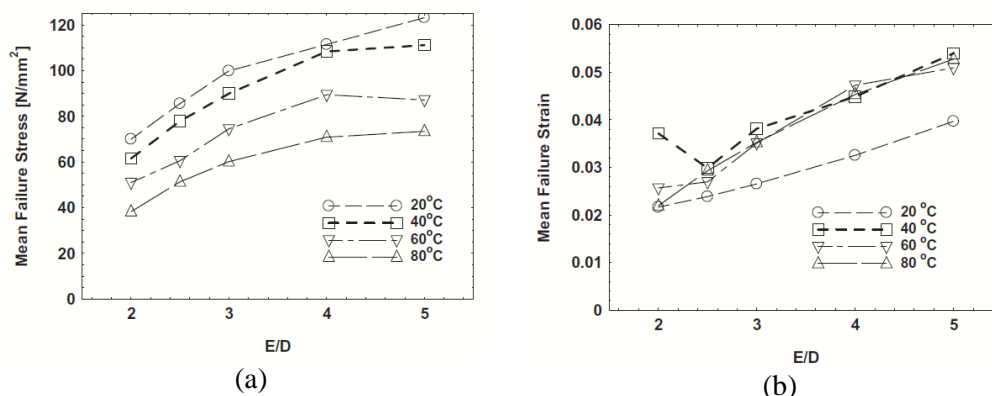 Mean Failure Stress [N/mm²]
120
100
80
60
40
20
0
20°C
40°C
60°C
80°C
2 3 4 5
E/D
(a)
Mean Failure Strain
0.06
0.05
0.04
0.03
0.02
0.01
0
20 °C
40 °C
60 °C
80 °C
2 3 4 5
E/D
(b)